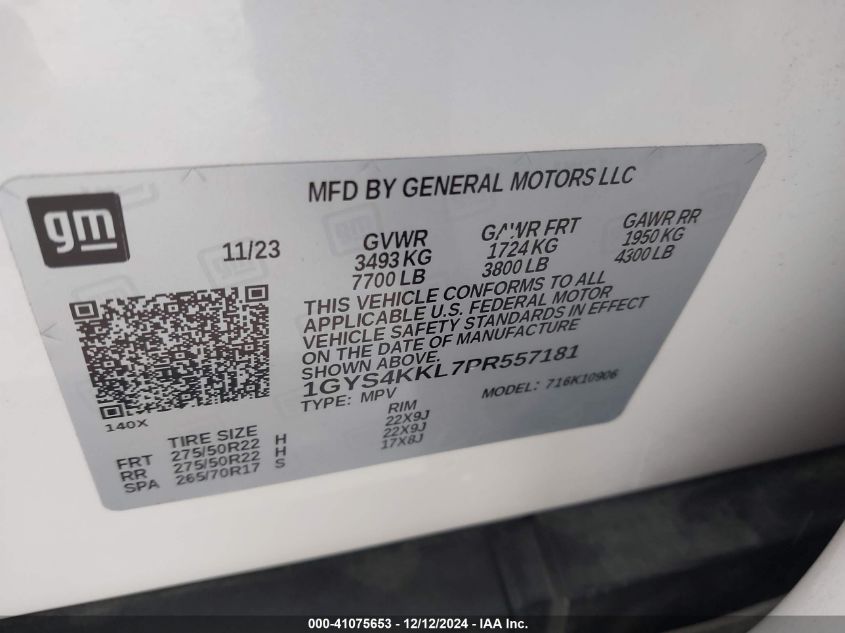 gm
MFD BY GENERAL MOTORS LLC
11/23
GVWR
3493 KG
7700 LB
GAWR FRT
1724 KG
3800 LB
GAWR RR
1950 KG
4300 LB
THIS VEHICLE CONFORMS TO ALL
APPLICABLE U.S. FEDERAL MOTOR
VEHICLE SAFETY STANDARDS IN EFFECT
ON THE DATE OF MANUFACTURE
SHOWN ABOVE.
1GYS4KKL7PR557181
TYPE: MPV
MODEL: 716K10906
140X
TIRE SIZE
RIM
FRT 275/50R22 H 22X9J
RR 275/50R22 H 22X9J
SPA 265/70R17 S 17X8J
000-41075653 - 12/12/2024 - IAAI Inc.